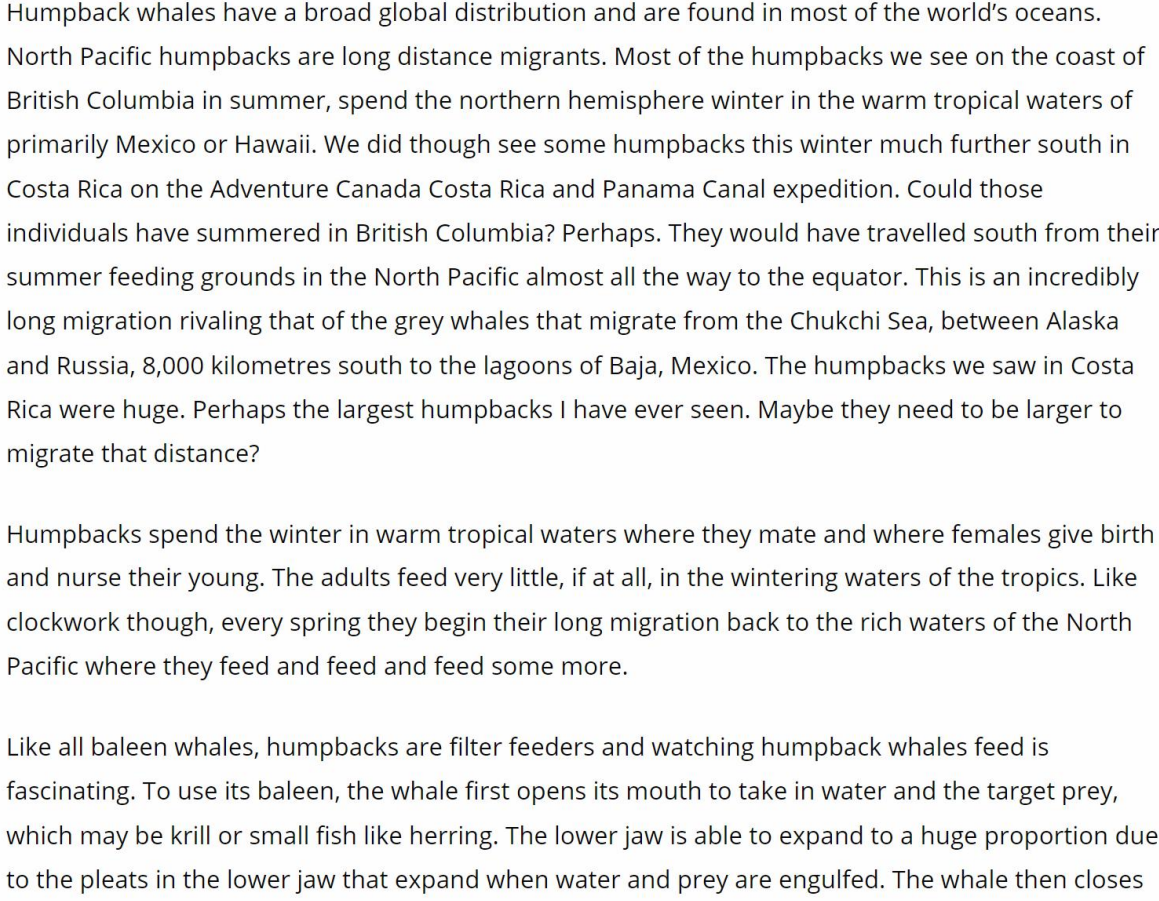 Humpback whales have a broad global distribution and are found in most of the world’s oceans.
North Pacific humpbacks are long distance migrants. Most of the humpbacks we see on the coast of
British Columbia in summer, spend the northern hemisphere winter in the warm tropical waters of
primarily Mexico or Hawaii. We did though see some humpbacks this winter much further south in
Costa Rica on the Adventure Canada Costa Rica and Panama Canal expedition. Could those
individuals have summered in British Columbia? Perhaps. They would have travelled south from their
summer feeding grounds in the North Pacific almost all the way to the equator. This is an incredibly
long migration rivaling that of the grey whales that migrate from the Chukchi Sea, between Alaska
and Russia, 8,000 kilometres south to the lagoons of Baja, Mexico. The humpbacks we saw in Costa
Rica were huge. Perhaps the largest humpbacks I have ever seen. Maybe they need to be larger to
migrate that distance?
Humpbacks spend the winter in warm tropical waters where they mate and where females give birth
and nurse their young. The adults feed very little, if at all, in the wintering waters of the tropics. Like
clockwork though, every spring they begin their long migration back to the rich waters of the North
Pacific where they feed and feed and feed some more.
Like all baleen whales, humpbacks are filter feeders and watching humpback whales feed is
fascinating. To use its baleen, the whale first opens its mouth to take in water and the target prey,
which may be krill or small fish like herring. The lower jaw is able to expand to a huge proportion due
to the pleats in the lower jaw that expand when water and prey are engulfed. The whale then closes